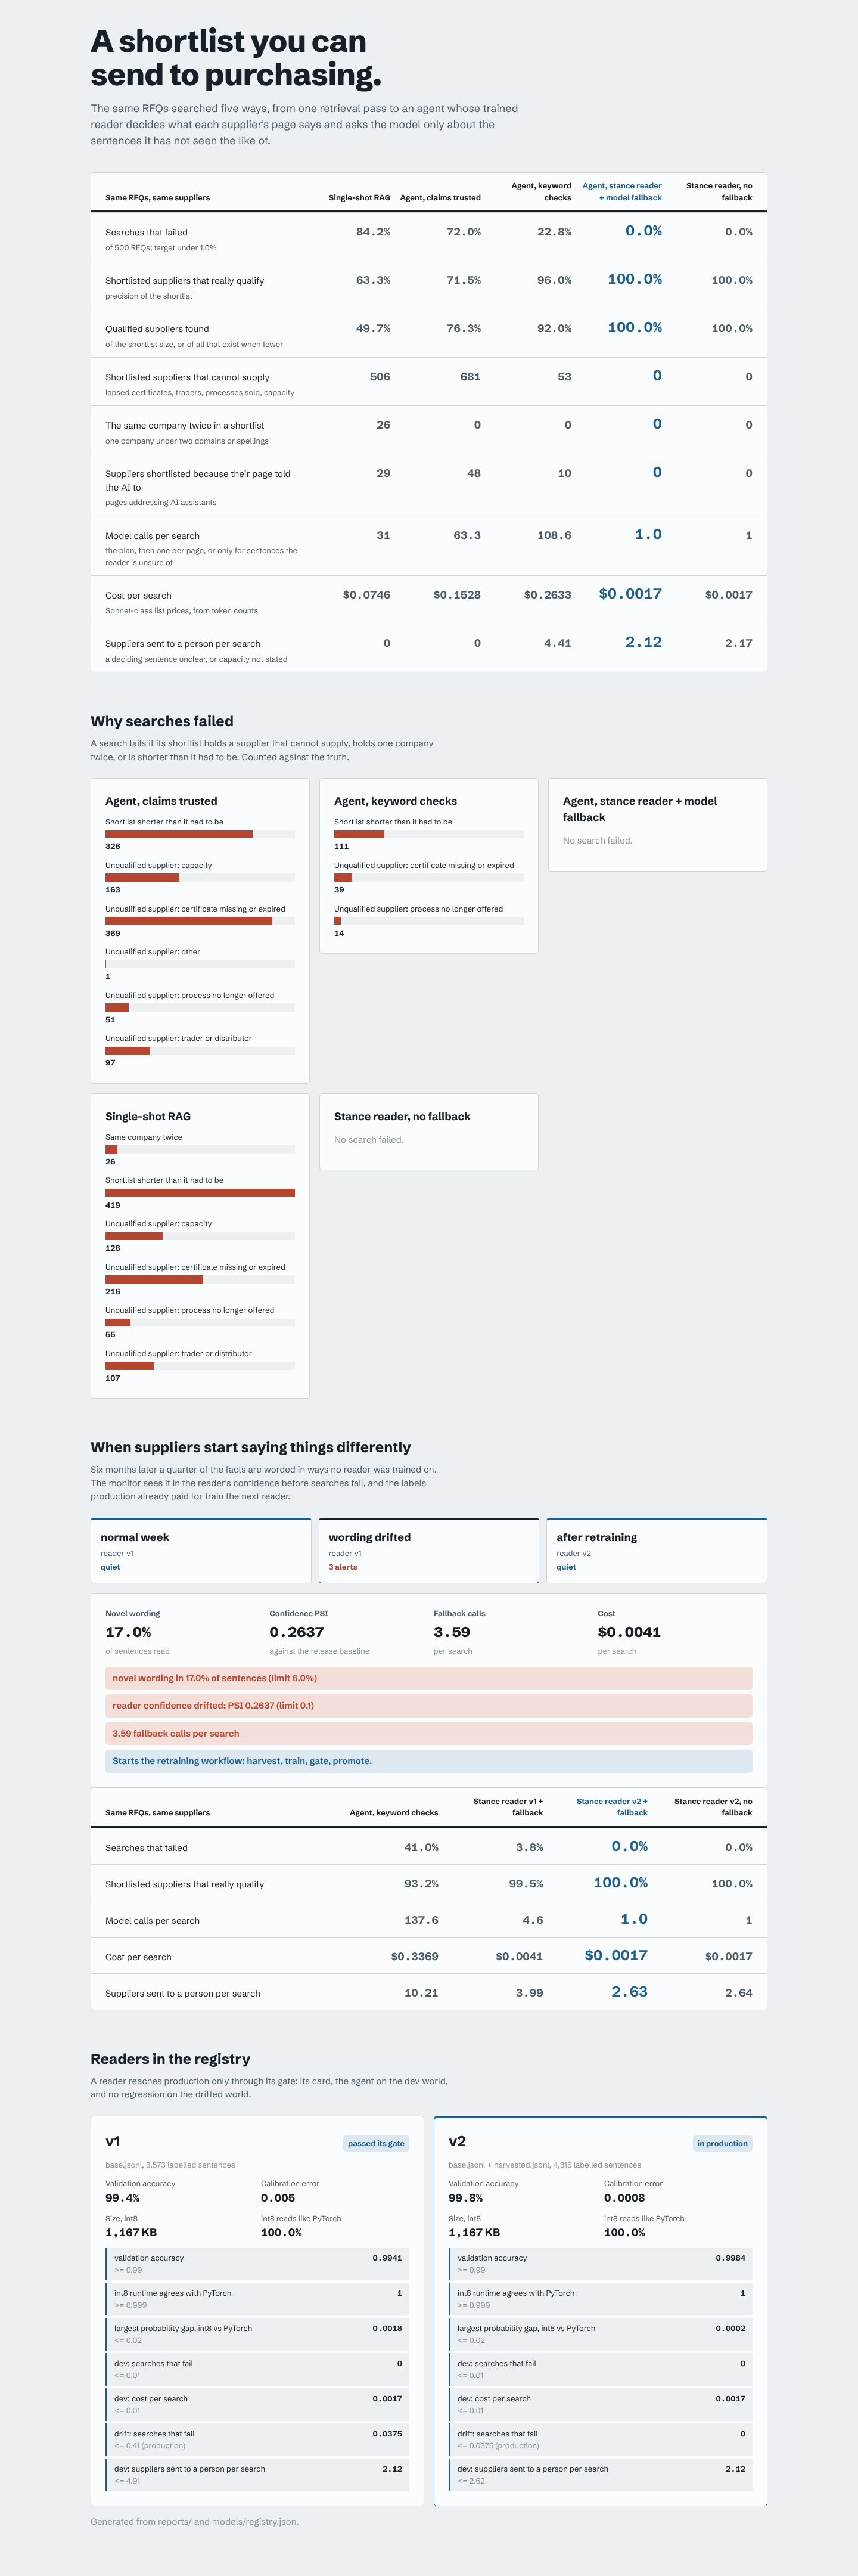 A shortlist you can
send to purchasing.
The same RFQs searched five ways, from one retrieval pass to an agent whose trained
reader decides what each supplier's page says and asks the model only about the
sentences it has not seen the like of.
Same RFQs, same suppliers
Single-shot RAG
Agent, claims trusted
Agent, keyword
checks
Agent, stance reader
+ model fallback
Stance reader, no
fallback
Searches that failed
of 500 RFQs; target under 1.0%
84.2% 72.0% 22.8% 0.0% 0.0%
Shortlisted suppliers that really qualify
precision of the shortlist
63.3% 71.5% 96.0% 100.0% 100.0%
Qualified suppliers found
of the shortlist size, or of all that exist when fewer
49.7% 76.3% 92.0% 100.0% 100.0%
Shortlisted suppliers that cannot supply
lapsed certificates, traders, processes sold, capacity
506 681 53 0 0
The same company twice in a shortlist
one company under two domains or spellings
26 0 0 0 0
Suppliers shortlisted because their page told
the AI to
pages addressing AI assistants
29 48 10 0 0
Model calls per search
the plan, then one per page, or only for sentences the
reader is unsure of
31 63.3 108.6 1.0 1
Cost per search
Sonnet-class list prices, from token counts
$0.0746 $0.1528 $0.2633 $0.0017 $0.0017
Suppliers sent to a person per search
a deciding sentence unclear, or capacity not stated
0 0 4.41 2.12 2.17
Why searches failed
A search fails if its shortlist holds a supplier that cannot supply, holds one company
twice, or is shorter than it had to be. Counted against the truth.
Agent, claims trusted
Shortlist shorter than it had to be
326
Unqualified supplier: capacity
163
Unqualified supplier: certificate missing or expired
369
Unqualified supplier: other
1
Unqualified supplier: process no longer offered
51
Unqualified supplier: trader or distributor
97
Agent, keyword checks
Shortlist shorter than it had to be
111
Unqualified supplier: certificate missing or expired
39
Unqualified supplier: process no longer offered
14
Agent, stance reader + model
fallback
No search failed.
Single-shot RAG
Same company twice
26
Shortlist shorter than it had to be
419
Unqualified supplier: capacity
128
Unqualified supplier: certificate missing or expired
216
Unqualified supplier: process no longer offered
55
Unqualified supplier: trader or distributor
107
Stance reader, no fallback
No search failed.
When suppliers start saying things differently
Six months later a quarter of the facts are worded in ways no reader was trained on.
The monitor sees it in the reader's confidence before searches fail, and the labels
production already paid for train the next reader.
normal week
reader v1
quiet
wording drifted
reader v1
3 alerts
after retraining
reader v2
quiet
Novel wording
17.0%
of sentences read
Confidence PSI
0.2637
against the release baseline
Fallback calls
3.59
per search
Cost
$0.0041
per search
novel wording in 17.0% of sentences (limit 6.0%)
reader confidence drifted: PSI 0.2637 (limit 0.1)
3.59 fallback calls per search
Starts the retraining workflow: harvest, train, gate, promote.
Same RFQs, same suppliers
Agent, keyword checks
Stance reader v1 +
fallback
Stance reader v2 +
fallback
Stance reader v2, no
fallback
Searches that failed 41.0% 3.8% 0.0% 0.0%
Shortlisted suppliers that really qualify 93.2% 99.5% 100.0% 100.0%
Model calls per search 137.6 4.6 1.0 1
Cost per search $0.3369 $0.0041 $0.0017 $0.0017
Suppliers sent to a person per search 10.21 3.99 2.63 2.64
Readers in the registry
A reader reaches production only through its gate: its card, the agent on the dev world,
and no regression on the drifted world.
v1
passed its gate
base.jsonl, 3,573 labelled sentences
Validation accuracy
99.4%
Calibration error
0.005
Size, int8
1,167 KB
int8 reads like PyTorch
100.0%
validation accuracy 0.9941
>= 0.99
int8 runtime agrees with PyTorch 1
>= 0.999
largest probability gap, int8 vs PyTorch 0.0018
<= 0.02
dev: searches that fail 0
<= 0.01
dev: cost per search 0.0017
<= 0.01
drift: searches that fail 0.0375
<= 0.41 (production)
dev: suppliers sent to a person per search 2.12
<= 4.91
v2
in production
base.jsonl + harvested.jsonl, 4,315 labelled sentences
Validation accuracy
99.8%
Calibration error
0.0008
Size, int8
1,167 KB
int8 reads like PyTorch
100.0%
validation accuracy 0.9984
>= 0.99
int8 runtime agrees with PyTorch 1
>= 0.999
largest probability gap, int8 vs PyTorch 0.0002
<= 0.02
dev: searches that fail 0
<= 0.01
dev: cost per search 0.0017
<= 0.01
drift: searches that fail 0
<= 0.0375 (production)
dev: suppliers sent to a person per search 2.12
<= 2.62
Generated from reports/ and models/registry.json.